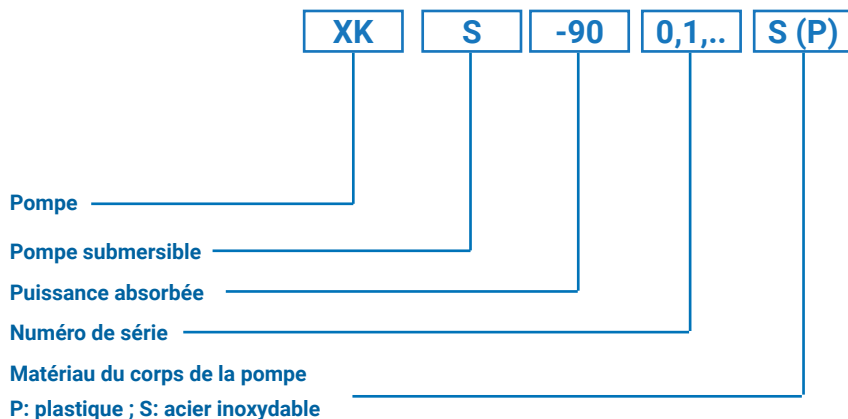 XK S -90 0,1,.. S (P)
Pompe
Pompe submersible
Puissance absorbée
Numéro de série
Matériau du corps de la pompe
P: plastique ; S: acier inoxydable